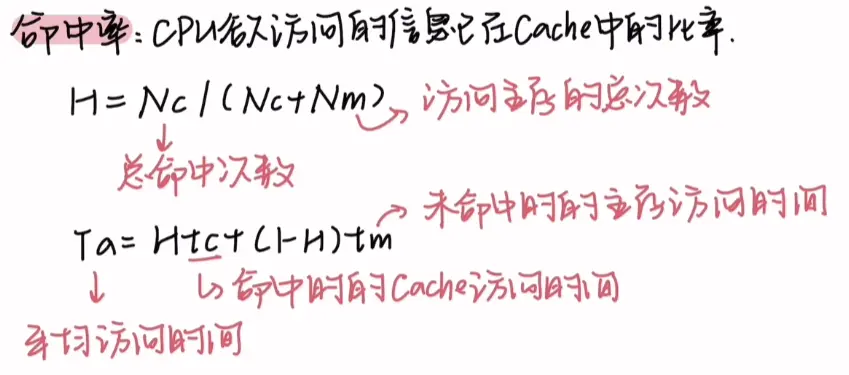 命中率：CPU欲访问的信息已在Cache中的比率.
H = Nc / (Nc+Nm) → 访问主存的总次数
↓
总命中次数
Ta = Htc + (1-H)tm → 未命中时的主存访问时间
↓ ↳ 命中时的Cache访问时间
平均访问时间